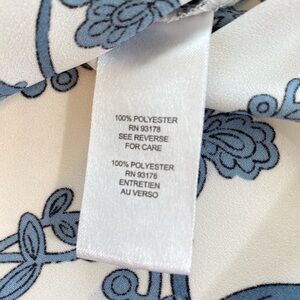 100% POLYESTER
RN 93178
SEE REVERSE
FOR CARE
100% POLYESTER
RN 93178
ENTRETIEN
AU VERSO